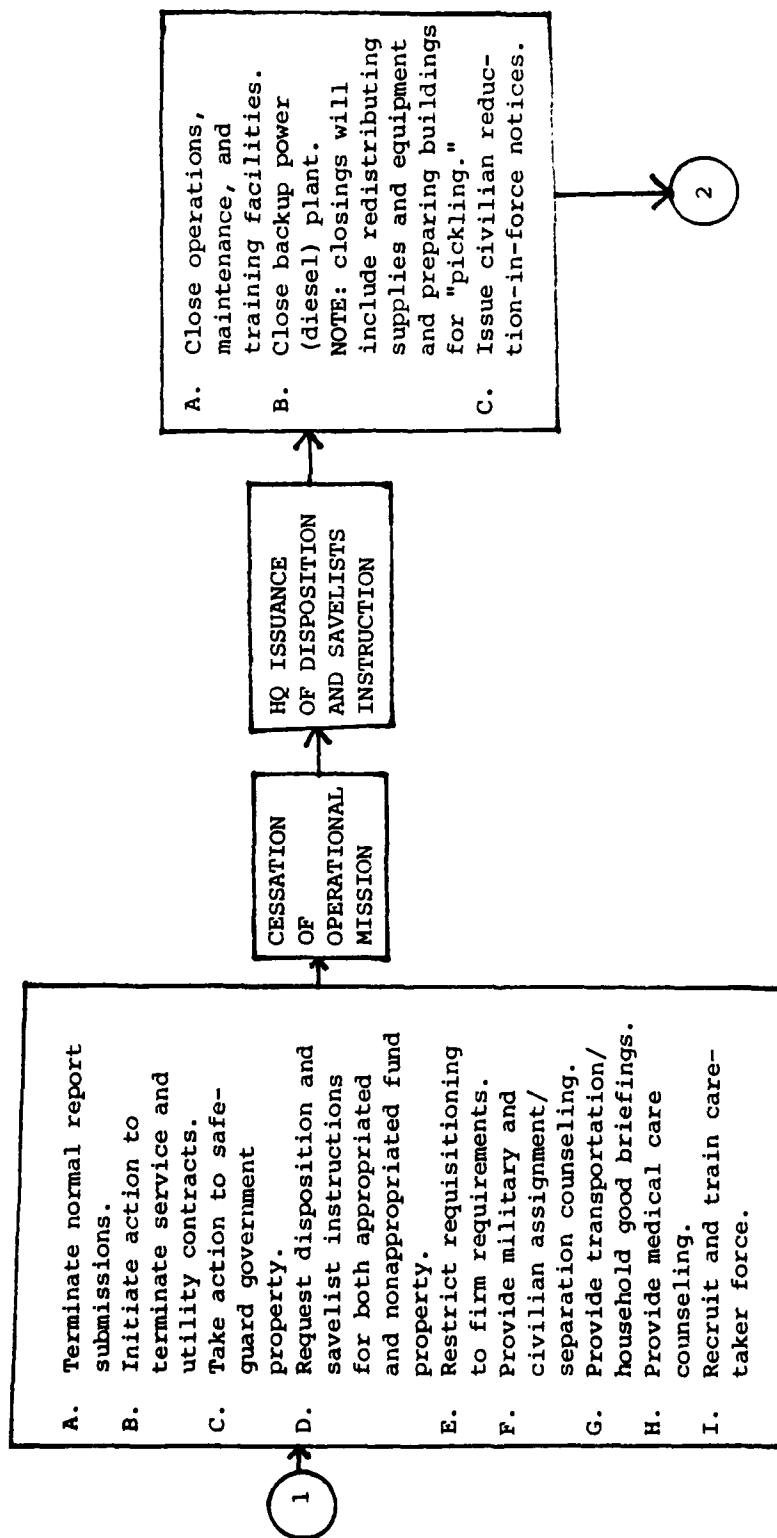 1
A. Terminate normal report
submissions.
B. Initiate action to
terminate service and
utility contracts.
C. Take action to safe-
guard government
property.
D. Request disposition and
savelist instructions
for both appropriated
and nonappropriated fund
property.
E. Restrict requisitioning
to firm requirements.
F. Provide military and
civilian assignment/
separation counseling.
G. Provide transportation/
household good briefings.
H. Provide medical care
counseling.
I. Recruit and train care-
taker force.
CESSATION
OF
OPERATIONAL
MISSION
HQ ISSUANCE
OF DISPOSITION
AND SAVELISTS
INSTRUCTION
A. Close operations,
maintenance, and
training facilities.
B. Close backup power
(diesel) plant.
NOTE: closings will
include redistributing
supplies and equipment
and preparing buildings
for "pickling."
C. Issue civilian reduc-
tion-in-force notices.
2